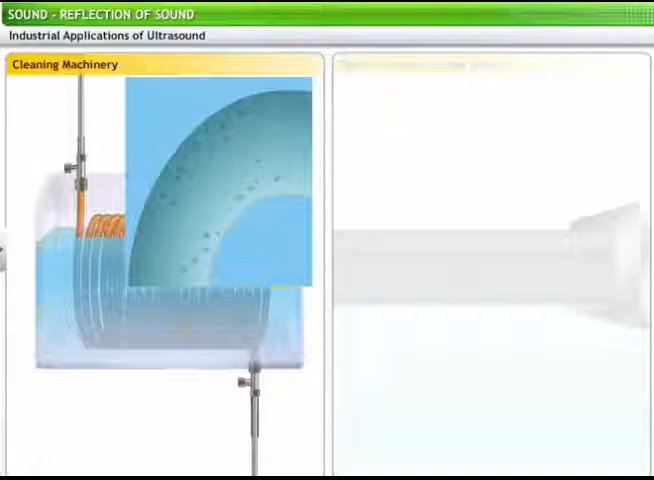 SOUND - REFLECTION OF SOUND
Industrial Applications of Ultrasound
Cleaning Machinery